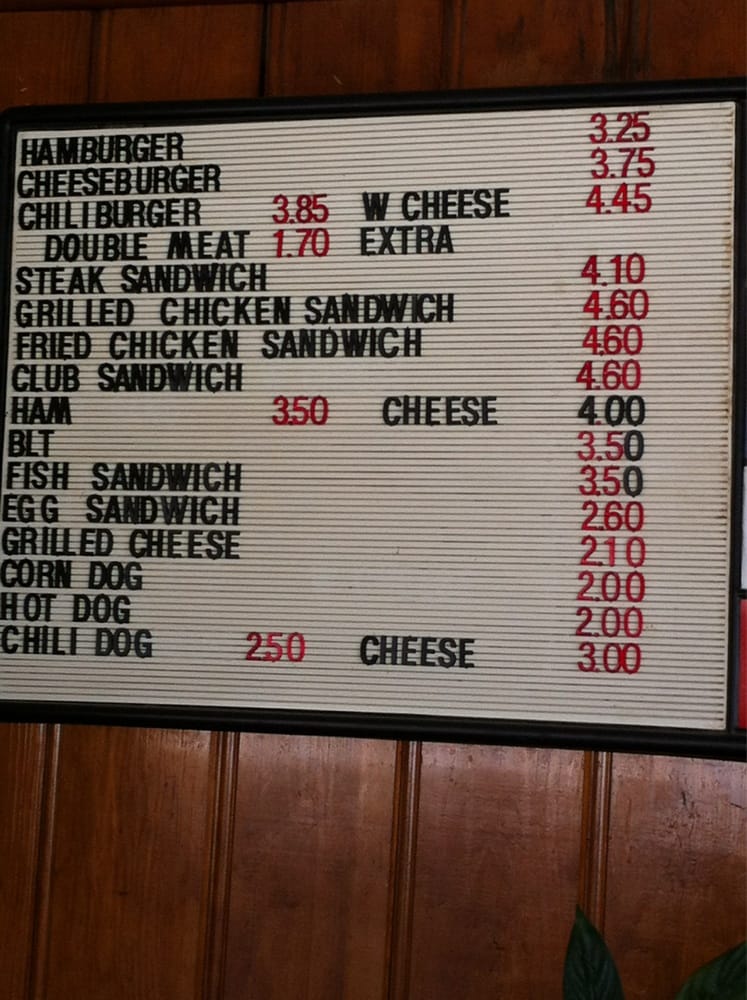 HAMBURGER 3.25
CHEESEBURGER 3.75
CHILIBURGER 3.85 W CHEESE 4.45
DOUBLE MEAT 1.70 EXTRA
STEAK SANDWICH 4.10
GRILLED CHICKEN SANDWICH 4.60
FRIED CHICKEN SANDWICH 4.60
CLUB SANDWICH 4.60
HAM 3.50 CHEESE 4.00
BLT 3.50
FISH SANDWICH 3.50
EGG SANDWICH 2.60
GRILLED CHEESE 2.10
CORN DOG 2.00
HOT DOG 2.00
CHILI DOG 2.50 CHEESE 3.00